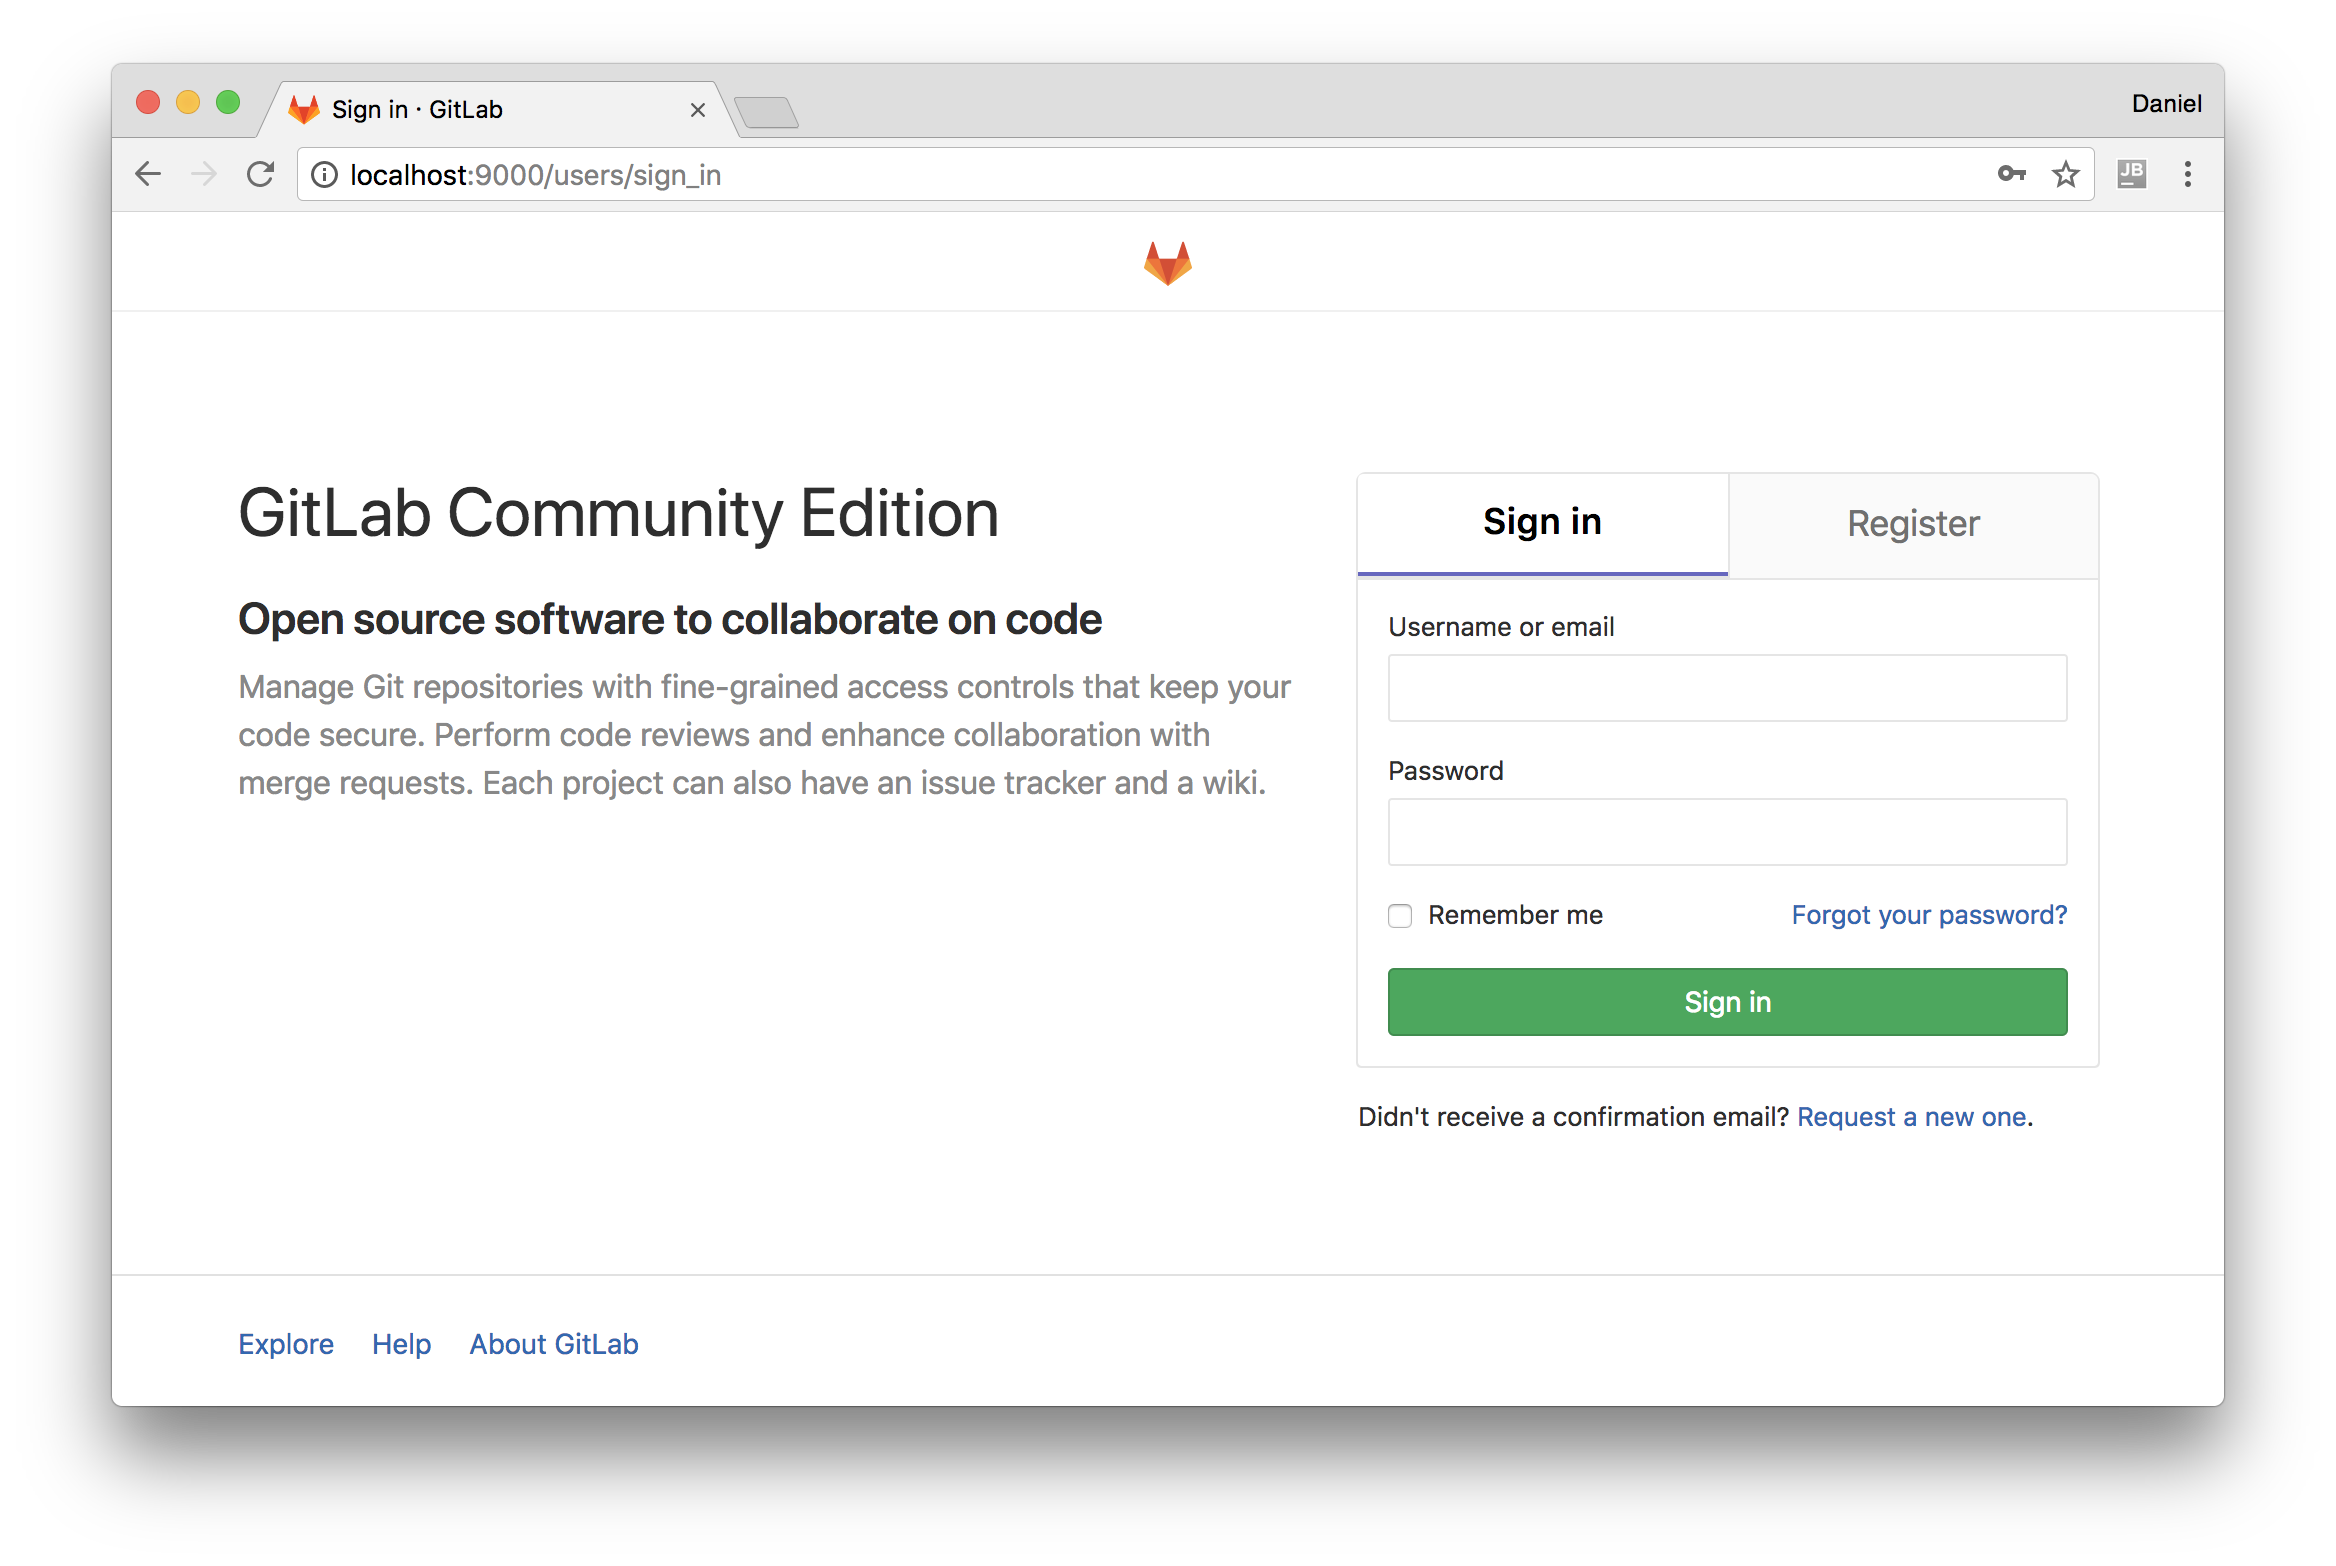 Sign in · GitLab
Daniel
localhost:9000/users/sign_in
JB
GitLab Community Edition
Open source software to collaborate on code
Manage Git repositories with fine-grained access controls that keep your
code secure. Perform code reviews and enhance collaboration with
merge requests. Each project can also have an issue tracker and a wiki.
Sign in
Register
Username or email
Password
Remember me
Forgot your password?
Sign in
Didn't receive a confirmation email? Request a new one.
Explore
Help
About GitLab